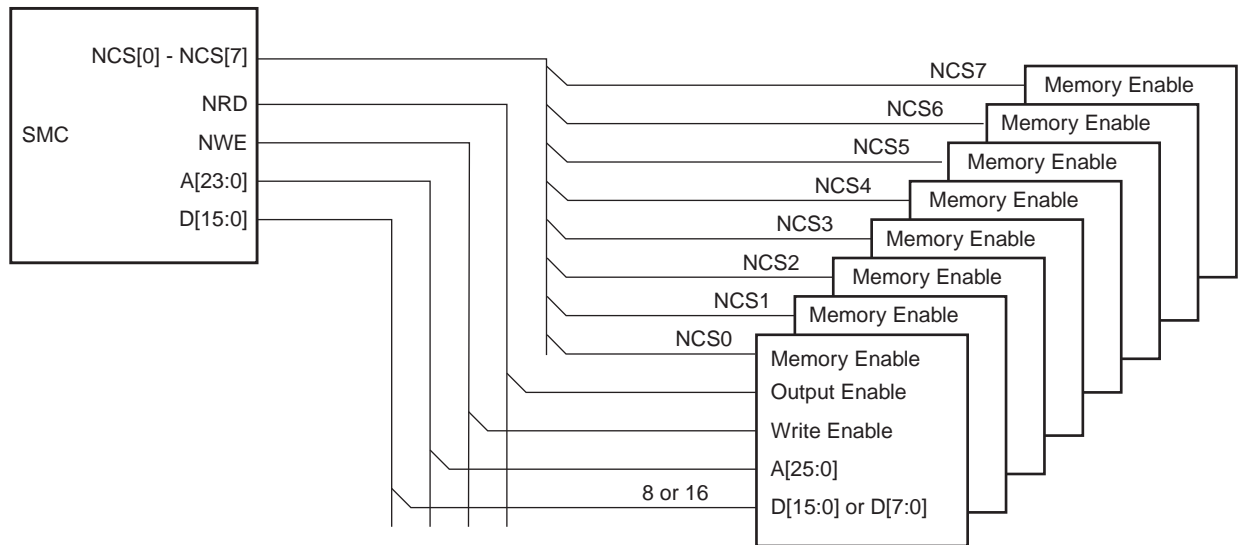 SMC
NCS[0] - NCS[7]
NRD
NWE
A[23:0]
D[15:0]
NCS7
Memory Enable
NCS6
Memory Enable
NCS5
Memory Enable
NCS4
Memory Enable
NCS3
Memory Enable
NCS2
Memory Enable
NCS1
Memory Enable
NCS0
Memory Enable
Output Enable
Write Enable
A[25:0]
8 or 16
D[15:0] or D[7:0]